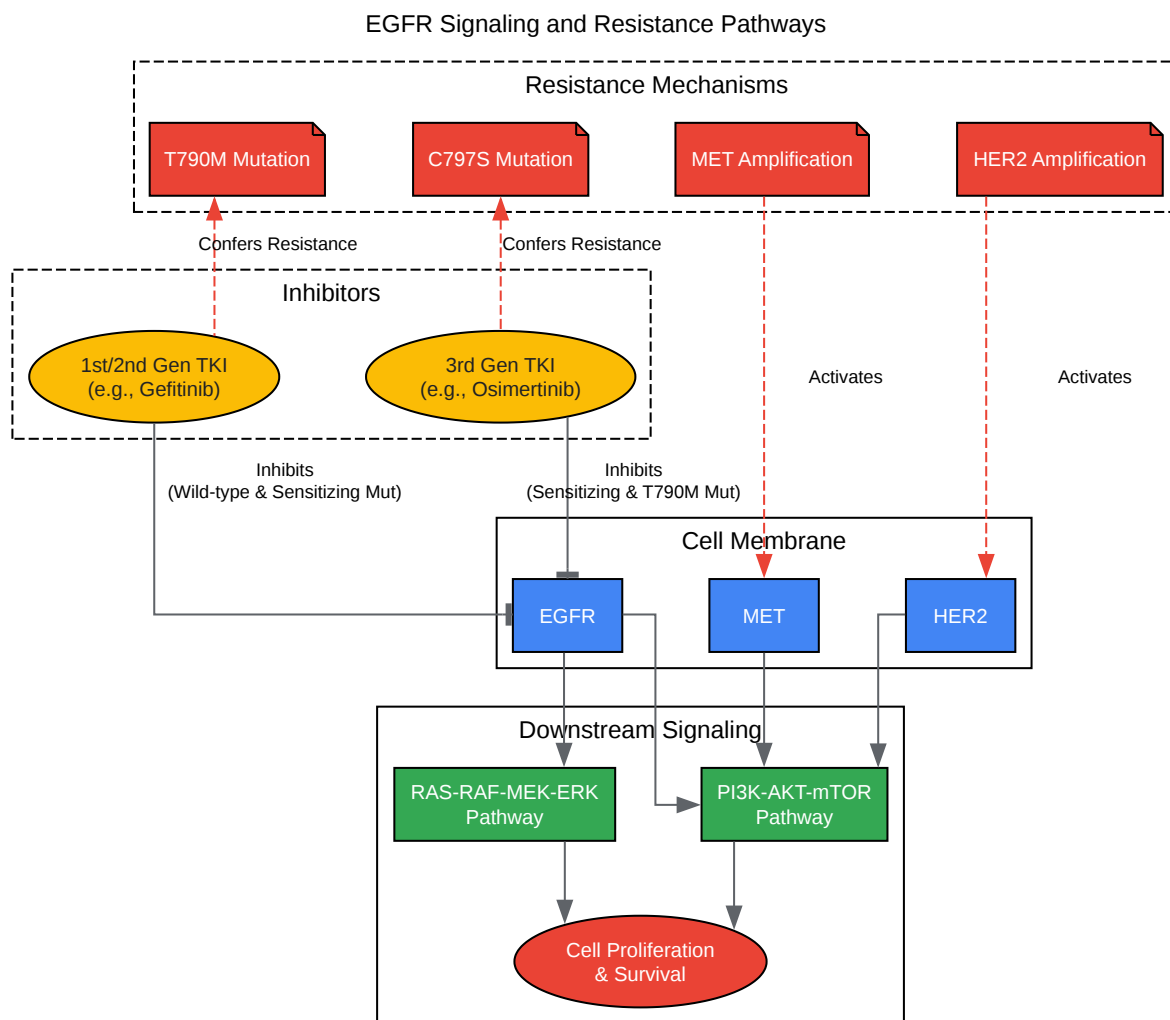 EGFR Signaling and Resistance Pathways
Resistance Mechanisms
T790M Mutation
C797S Mutation
MET Amplification
HER2 Amplification
Confers Resistance
Confers Resistance
Inhibitors
1st/2nd Gen TKI
(e.g., Gefitinib)
3rd Gen TKI
(e.g., Osimertinib)
Activates
Activates
Inhibits
(Wild-type & Sensitizing Mut)
Inhibits
(Sensitizing & T790M Mut)
Cell Membrane
EGFR
MET
HER2
Downstream Signaling
RAS-RAF-MEK-ERK
Pathway
PI3K-AKT-mTOR
Pathway
Cell Proliferation
& Survival